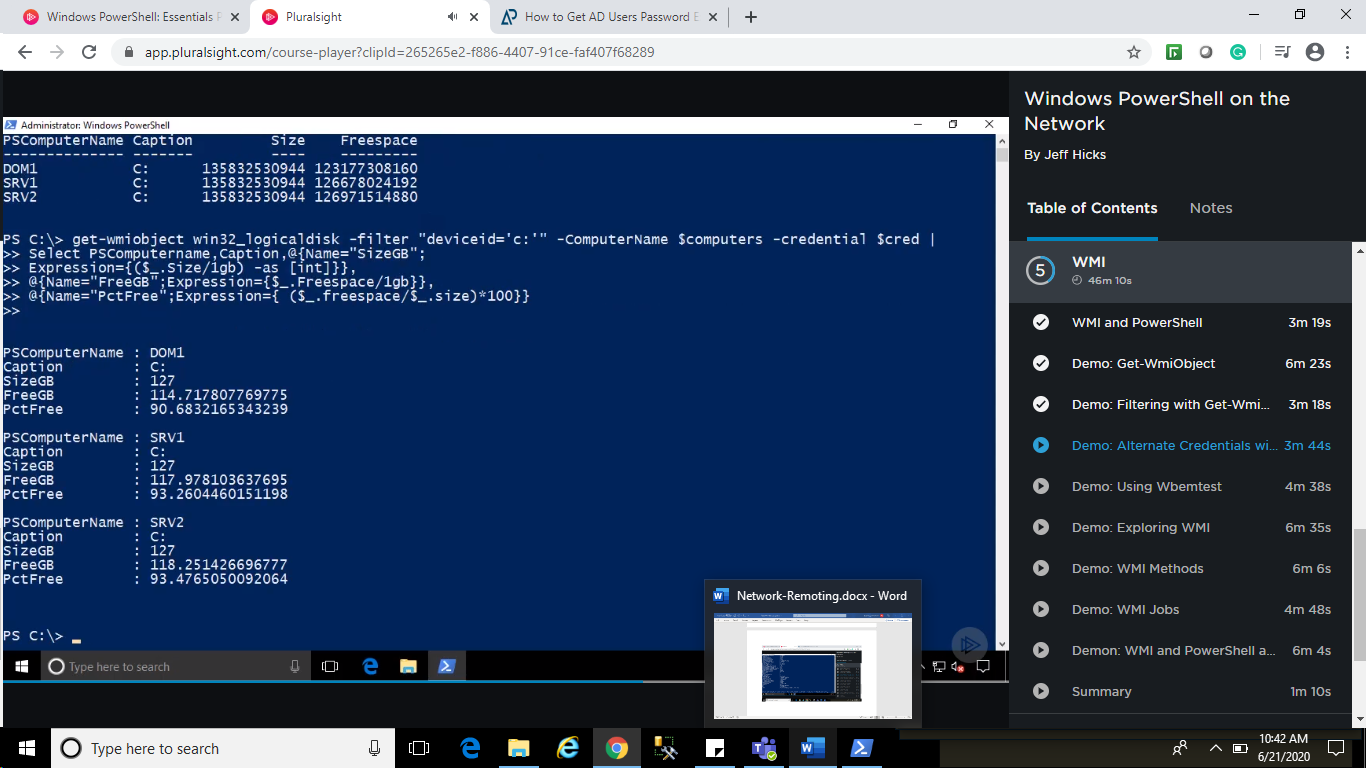 Windows PowerShell: Essentials P
Pluralsight
How to Get AD Users Password E
app.pluralsight.com/course-player?clipId=265265e2-f886-4407-91ce-faf407f68289
Administrator: Windows PowerShell
PSComputerName Caption Size Freespace
-------------- ------- ---- ---------
DOM1 C: 135832530944 123177308160
SRV1 C: 135832530944 126678024192
SRV2 C: 135832530944 126971514880
PS C:\> get-wmiobject win32_logicaldisk -filter "deviceid='c:'" -ComputerName $computers -credential $cred |
>> Select PSComputername,Caption,@{Name="SizeGB";
>> Expression={($_.Size/1gb) -as [int]}},
>> @{Name="FreeGB";Expression={$_.Freespace/1gb}},
>> @{Name="PctFree";Expression={ ($_.freespace/$_.size)*100}}
>>
PSComputerName : DOM1
Caption : C:
SizeGB : 127
FreeGB : 114.717807769775
PctFree : 90.6832165343239
PSComputerName : SRV1
Caption : C:
SizeGB : 127
FreeGB : 117.978103637695
PctFree : 93.2604460151198
PSComputerName : SRV2
Caption : C:
SizeGB : 127
FreeGB : 118.251426696777
PctFree : 93.4765050092064
PS C:\> _
Type here to search
Network-Remoting.docx - Word
Windows PowerShell on the
Network
By Jeff Hicks
Table of Contents Notes
5 WMI
46m 10s
WMI and PowerShell 3m 19s
Demo: Get-WmiObject 6m 23s
Demo: Filtering with Get-Wmi... 3m 18s
Demo: Alternate Credentials wi... 3m 44s
Demo: Using Wbemtest 4m 38s
Demo: Exploring WMI 6m 35s
Demo: WMI Methods 6m 6s
Demo: WMI Jobs 4m 48s
Demon: WMI and PowerShell a... 6m 4s
Summary 1m 10s
Type here to search
10:42 AM
6/21/2020